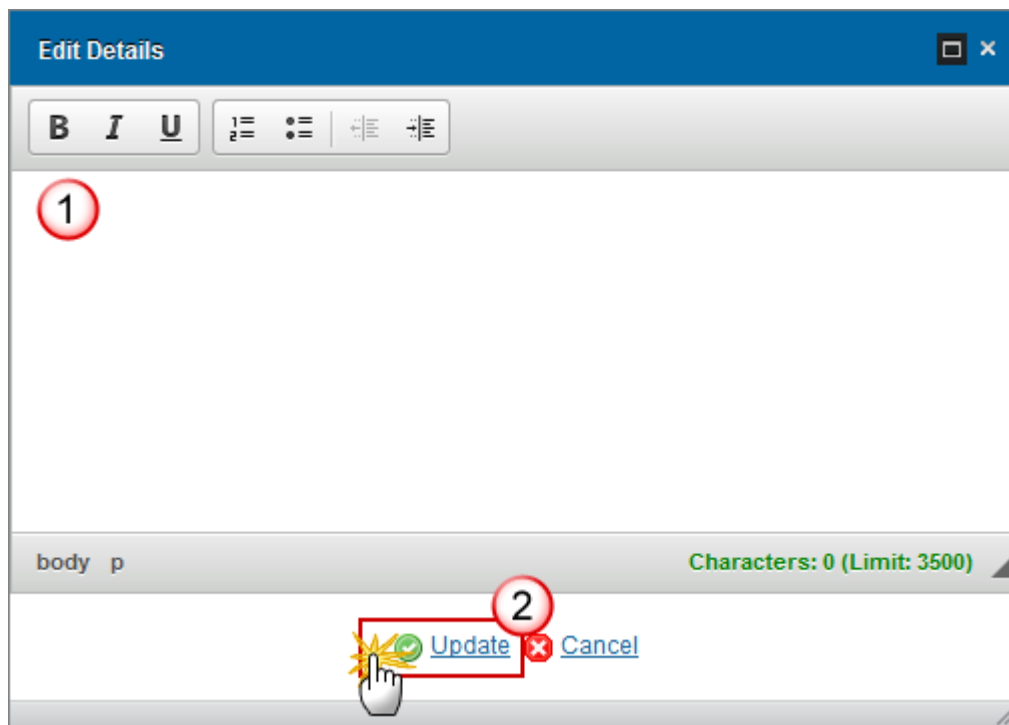 Edit Details
B I U
1
body p Characters: 0 (Limit: 3500)
2
Update Cancel